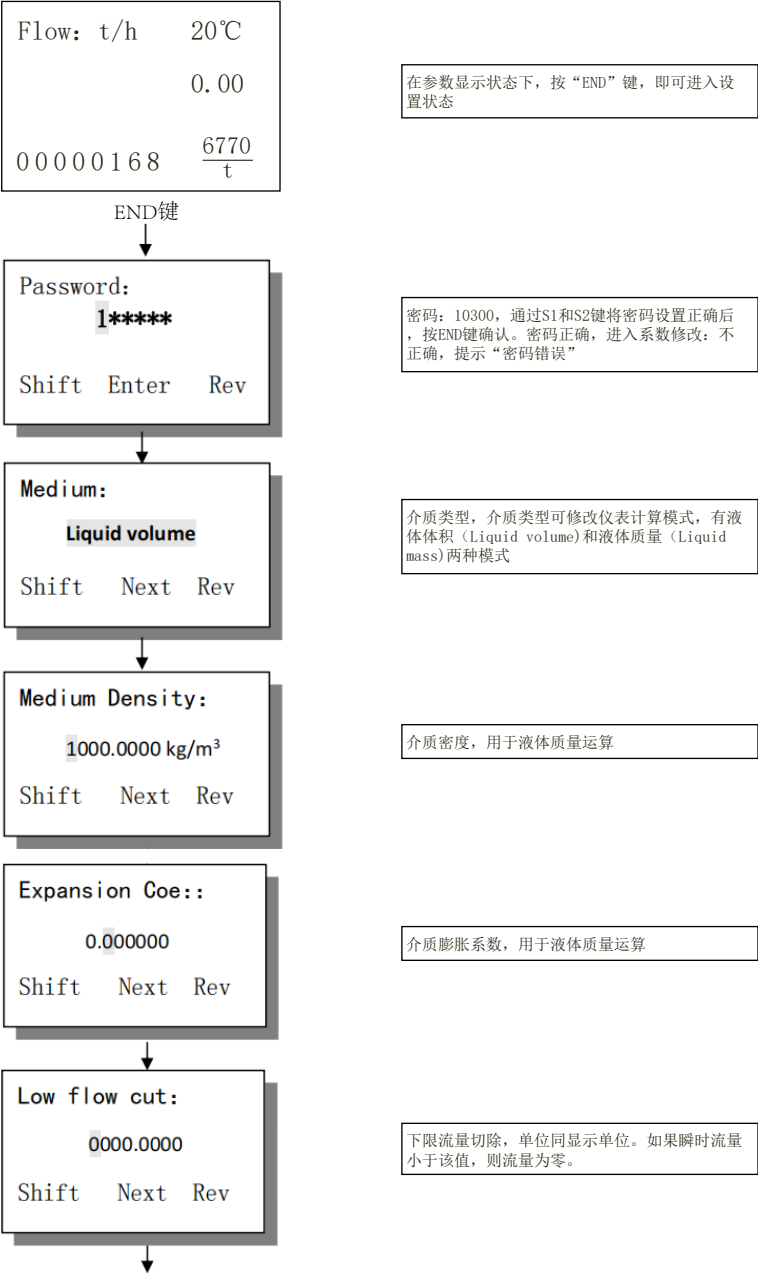 Flow: t/h 20℃
0.00
00000168 6770
t
在参数显示状态下，按“END”键，即可进入设
置状态
END键
Password:
1*****
Shift Enter Rev
密码：10300，通过S1和S2键将密码设置正确后
，按END键确认。密码正确，进入系数修改：不
正确，提示“密码错误”
Medium:
Liquid volume
Shift Next Rev
介质类型，介质类型可修改仪表计算模式，有液
体体积（Liquid volume)和液体质量（Liquid
mass)两种模式
Medium Density:
1000.0000 kg/m³
Shift Next Rev
介质密度，用于液体质量运算
Expansion Coe::
0.000000
Shift Next Rev
介质膨胀系数，用于液体质量运算
Low flow cut:
0000.0000
Shift Next Rev
下限流量切除，单位同显示单位。如果瞬时流量
小于该值，则流量为零。